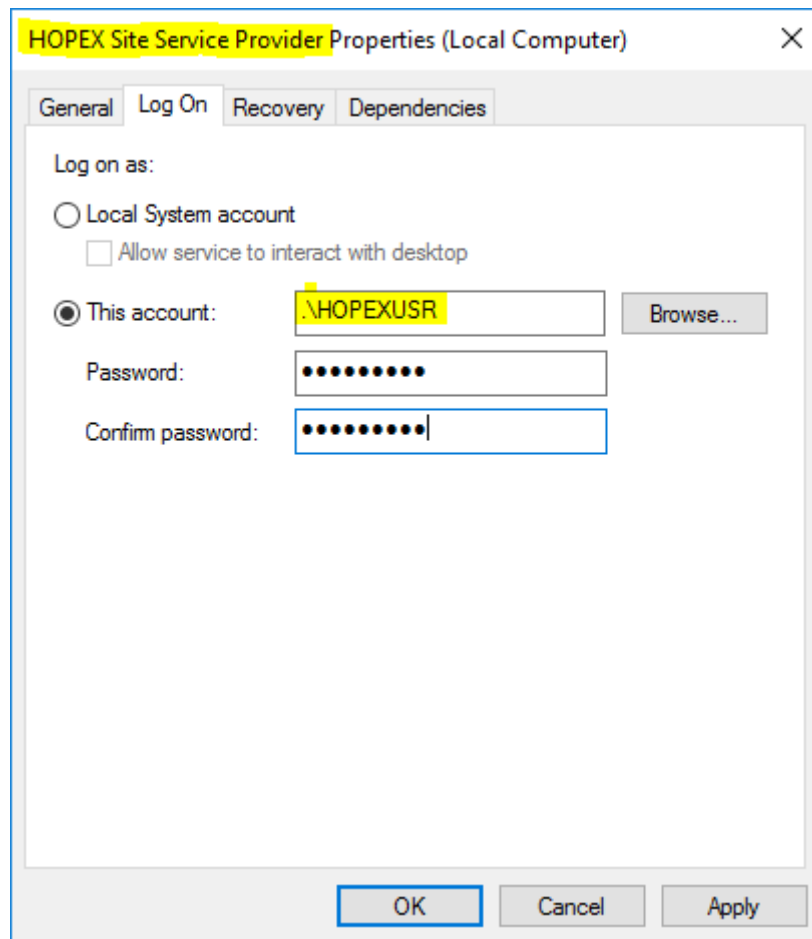 HOPEX Site Service Provider Properties (Local Computer)
General Log On Recovery Dependencies
Log on as:
Local System account
Allow service to interact with desktop
This account: .\HOPEXUSR Browse...
Password: ●●●●●●●●●
Confirm password: ●●●●●●●●●
OK Cancel Apply